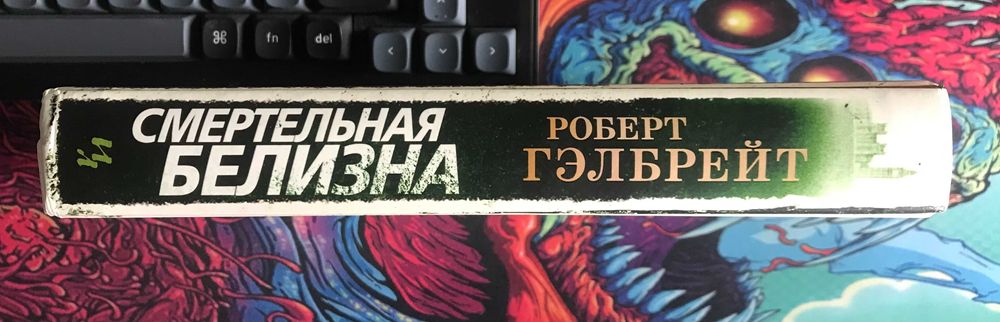 ⌘
fn
del
СМЕРТЕЛЬНАЯ
БЕЛИЗНА
РОБЕРТ
ГЭЛБРЕЙТ